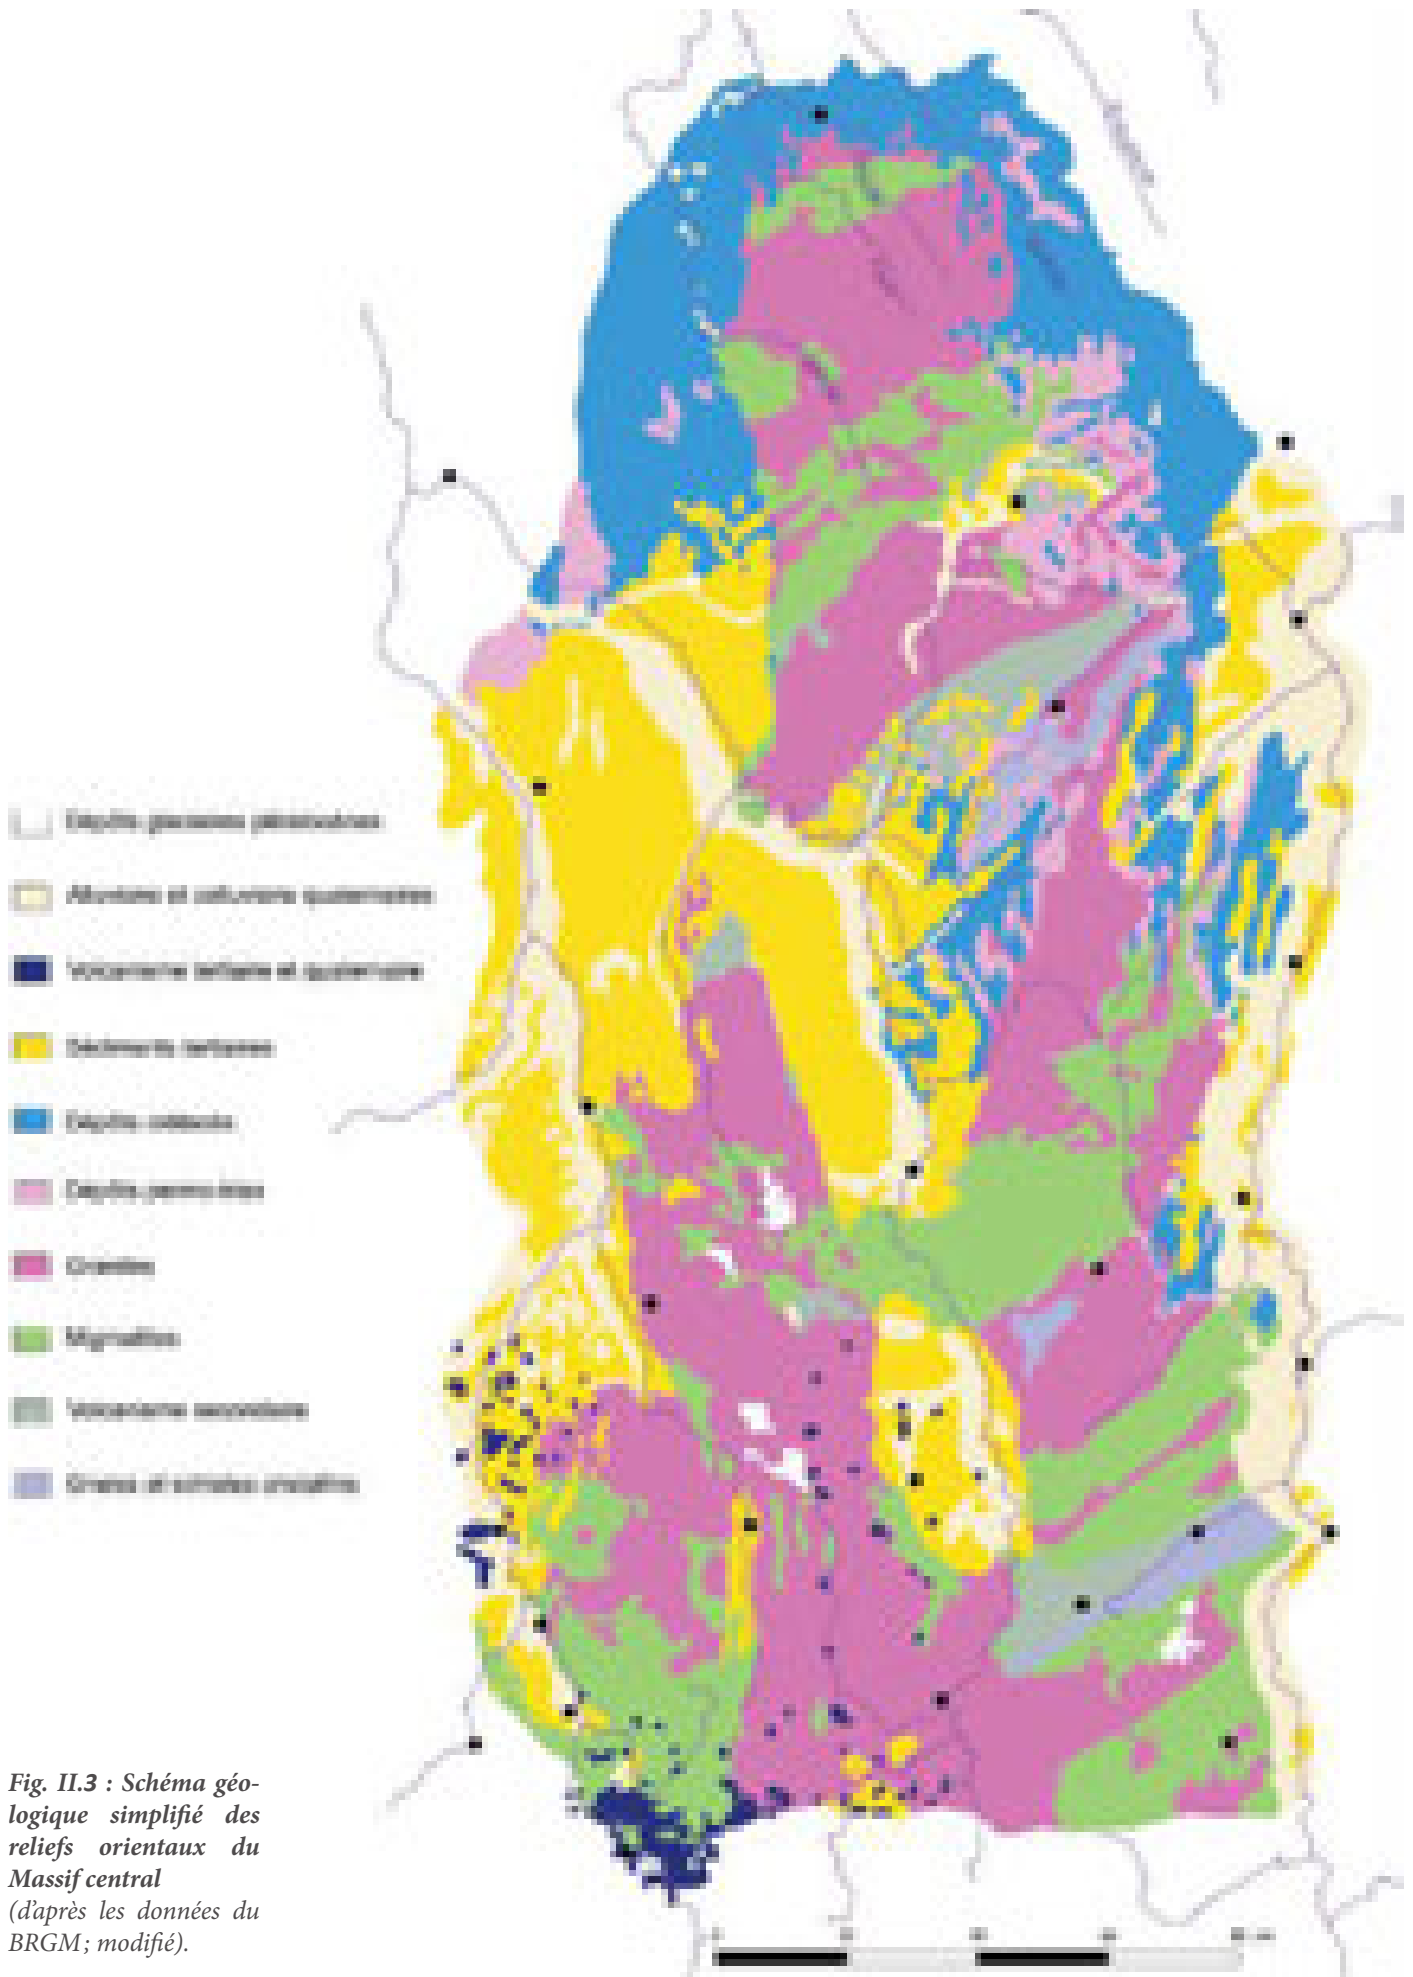 Dépôts glaciaires pléistocènes
Alluvions et colluvions quaternaires
Volcanisme tertiaire et quaternaire
Sédiments tertiaires
Dépôts
Dépôts permo-trias
Granites
Migmatites
Volcanisme secondaire
Gneiss et schistes cristallins
Fig. II.3 : Schéma géo-
logique simplifié des
reliefs orientaux du
Massif central
(d'après les données du
BRGM ; modifié).